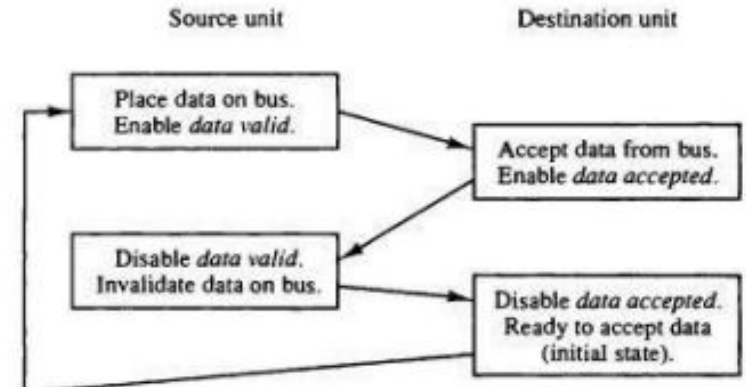 Source unit
Destination unit
Place data on bus.
Enable data valid.
Accept data from bus.
Enable data accepted.
Disable data valid.
Invalidate data on bus.
Disable data accepted.
Ready to accept data
(initial state).